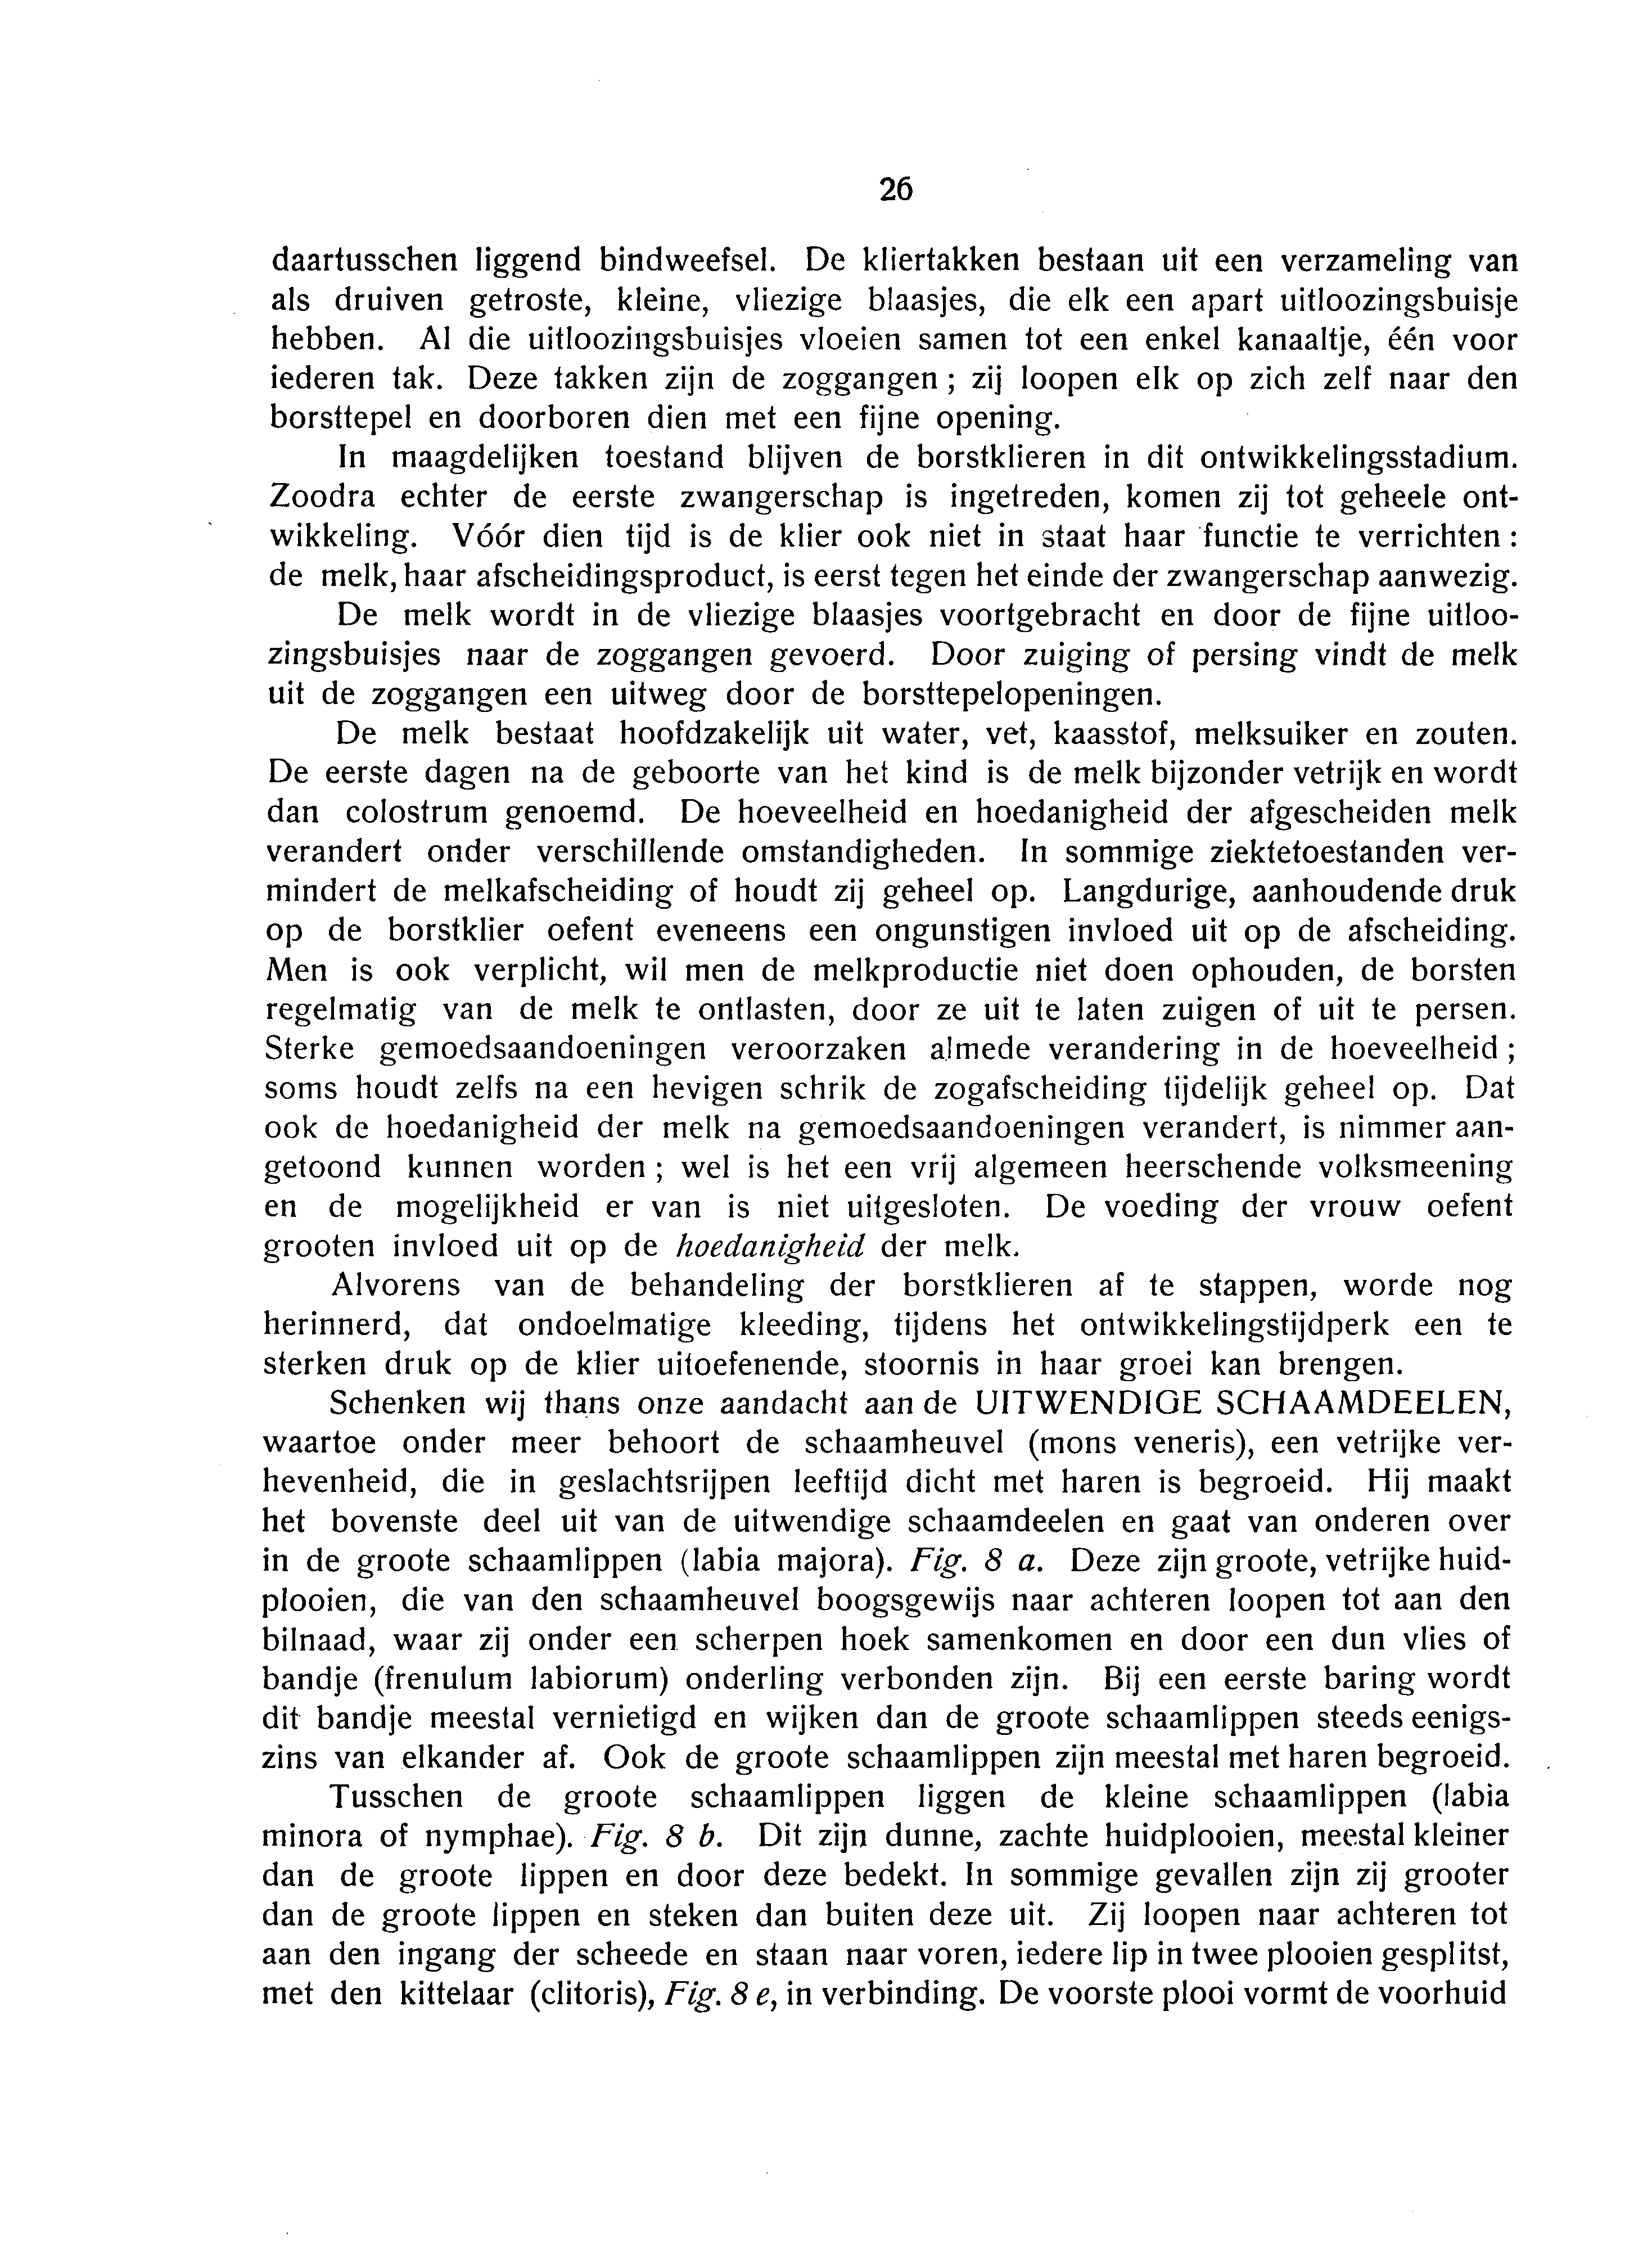 26
daartusschen liggend bindweefsel. De kliertakken bestaan uit een verzameling van
als druiven getroste, kleine, vliezige blaasjes, die elk een apart uitloozingsbuisje
hebben. Al die uitloozingsbuisjes vloeien samen tot een enkel kanaaltje, één voor
iederen tak. Deze takken zijn de zoggangen ; zij loopen elk op zich zelf naar den
borsttepel en doorboren dien met een fijne opening.
In maagdelijken toestand blijven de borstklieren in dit ontwikkelingsstadium.
Zoodra echter de eerste zwangerschap is ingetreden, komen zij tot geheele ont-
wikkeling. Vóór dien tijd is de klier ook niet in staat haar functie te verrichten :
de melk, haar afscheidingsproduct, is eerst tegen het einde der zwangerschap aanwezig.
De melk wordt in de vliezige blaasjes voortgebracht en door de fijne uitloo-
zingsbuisjes naar de zoggangen gevoerd. Door zuiging of persing vindt de melk
uit de zoggangen een uitweg door de borsttepelopeningen.
De melk bestaat hoofdzakelijk uit water, vet, kaasstof, melksuiker en zouten.
De eerste dagen na de geboorte van het kind is de melk bijzonder vetrijk en wordt
dan colostrum genoemd. De hoeveelheid en hoedanigheid der afgescheiden melk
verandert onder verschillende omstandigheden. In sommige ziektetoestanden ver-
mindert de melkafscheiding of houdt zij geheel op. Langdurige, aanhoudende druk
op de borstklier oefent eveneens een ongunstigen invloed uit op de afscheiding.
Men is ook verplicht, wil men de melkproductie niet doen ophouden, de borsten
regelmatig van de melk te ontlasten, door ze uit te laten zuigen of uit te persen.
Sterke gemoedsaandoeningen veroorzaken almede verandering in de hoeveelheid ;
soms houdt zelfs na een hevigen schrik de zogafscheiding tijdelijk geheel op. Dat
ook de hoedanigheid der melk na gemoedsaandoeningen verandert, is nimmer aan-
getoond kunnen worden ; wel is het een vrij algemeen heerschende volksmeening
en de mogelijkheid er van is niet uitgesloten. De voeding der vrouw oefent
grooten invloed uit op de hoedanigheid der melk.
Alvorens van de behandeling der borstklieren af te stappen, worde nog
herinnerd, dat ondoelmatige kleeding, tijdens het ontwikkelingstijdperk een te
sterken druk op de klier uitoefenende, stoornis in haar groei kan brengen.
Schenken wij thans onze aandacht aan de UITWENDIGE SCHAAMDEELEN,
waartoe onder meer behoort de schaamheuvel (mons veneris), een vetrijke ver-
hevenheid, die in geslachtsrijpen leeftijd dicht met haren is begroeid. Hij maakt
het bovenste deel uit van de uitwendige schaamdeelen en gaat van onderen over
in de groote schaamlippen (labia majora). Fig. 8 a. Deze zijn groote, vetrijke huid-
plooien, die van den schaamheuvel boogsgewijs naar achteren loopen tot aan den
bilnaad, waar zij onder een scherpen hoek samenkomen en door een dun vlies of
bandje (frenulum labiorum) onderling verbonden zijn. Bij een eerste baring wordt
dit bandje meestal vernietigd en wijken dan de groote schaamlippen steeds eenigs-
zins van elkander af. Ook de groote schaamlippen zijn meestal met haren begroeid.
Tusschen de groote schaamlippen liggen de kleine schaamlippen (labia
minora of nymphae). Fig. 8 b. Dit zijn dunne, zachte huidplooien, meestal kleiner
dan de groote lippen en door deze bedekt. In sommige gevallen zijn zij grooter
dan de groote lippen en steken dan buiten deze uit. Zij loopen naar achteren tot
aan den ingang der scheede en staan naar voren, iedere lip in twee plooien gesplitst,
met den kittelaar (clitoris), Fig. 8 e, in verbinding. De voorste plooi vormt de voorhuid